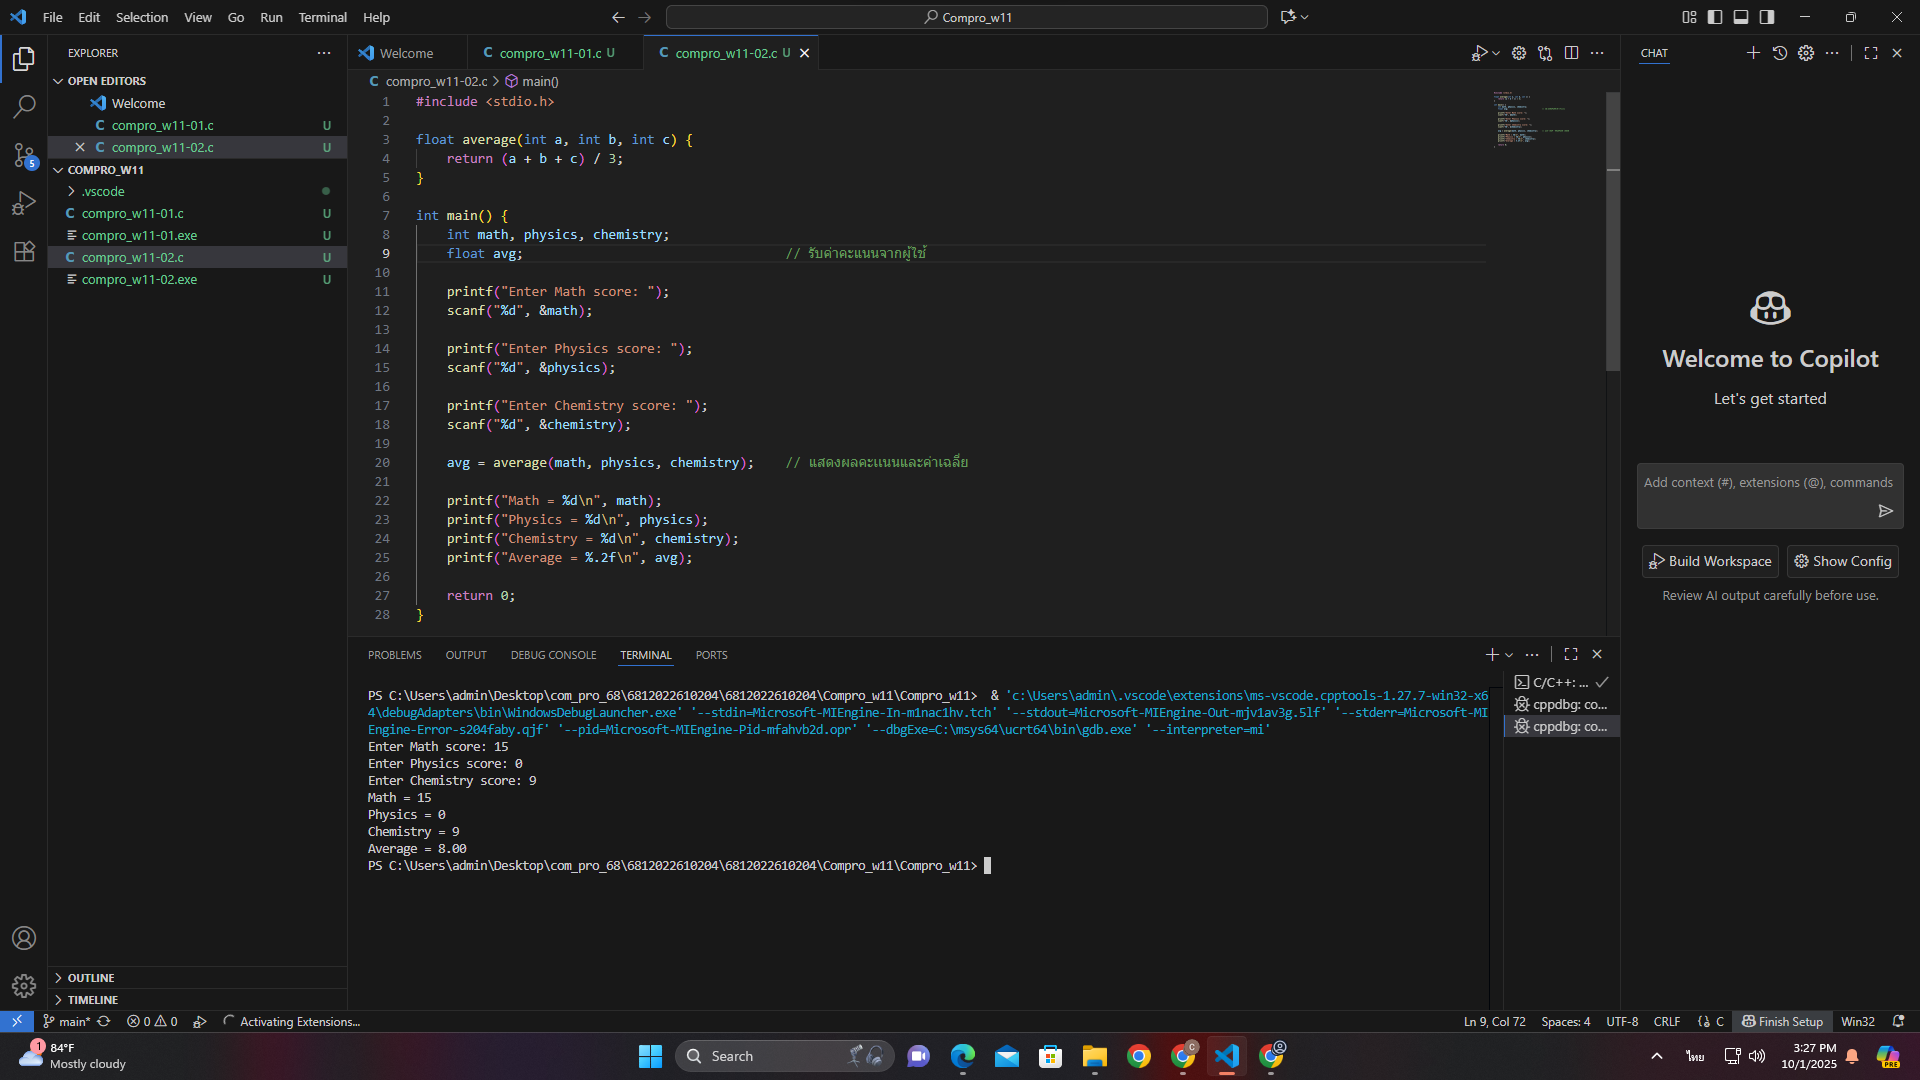 File Edit Selection View Go Run Terminal Help
Compro_w11
EXPLORER
OPEN EDITORS
Welcome
compro_w11-01.c U
compro_w11-02.c U
COMPRO_W11
.vscode
compro_w11-01.c U
compro_w11-01.exe U
compro_w11-02.c U
compro_w11-02.exe U
OUTLINE
TIMELINE
Welcome
C compro_w11-01.c U
C compro_w11-02.c U
C compro_w11-02.c > main()
1 #include <stdio.h>
2
3 float average(int a, int b, int c) {
4 return (a + b + c) / 3;
5 }
6
7 int main() {
8 int math, physics, chemistry;
9 float avg; // รับค่าคะแนนจากผู้ใช้
10
11 printf("Enter Math score: ");
12 scanf("%d", &math);
13
14 printf("Enter Physics score: ");
15 scanf("%d", &physics);
16
17 printf("Enter Chemistry score: ");
18 scanf("%d", &chemistry);
19
20 avg = average(math, physics, chemistry); // แสดงผลคะแนนและค่าเฉลี่ย
21
22 printf("Math = %d\n", math);
23 printf("Physics = %d\n", physics);
24 printf("Chemistry = %d\n", chemistry);
25 printf("Average = %.2f\n", avg);
26
27 return 0;
28 }
PROBLEMS OUTPUT DEBUG CONSOLE TERMINAL PORTS
PS C:\Users\admin\Desktop\com_pro_68\6812022610204\6812022610204\Compro_w11\Compro_w11> & 'c:\Users\admin\.vscode\extensions\ms-vscode.cpptools-1.27.7-win32-x6
4\debugAdapters\bin\WindowsDebugLauncher.exe' '--stdin=Microsoft-MIEngine-In-m1nac1hv.tch' '--stdout=Microsoft-MIEngine-Out-mjv1av3g.5lf' '--stderr=Microsoft-MI
Engine-Error-s204faby.qjf' '--pid=Microsoft-MIEngine-Pid-mfahvb2d.opr' '--dbgExe=C:\msys64\ucrt64\bin\gdb.exe' '--interpreter=mi'
Enter Math score: 15
Enter Physics score: 0
Enter Chemistry score: 9
Math = 15
Physics = 0
Chemistry = 9
Average = 8.00
PS C:\Users\admin\Desktop\com_pro_68\6812022610204\6812022610204\Compro_w11\Compro_w11>
C/C++: ...
cppdbg: co...
cppdbg: co...
CHAT
Welcome to Copilot
Let's get started
Add context (#), extensions (@), commands
Build Workspace Show Config
Review AI output carefully before use.
main* 0 0 Activating Extensions...
Ln 9, Col 72 Spaces: 4 UTF-8 CRLF C Finish Setup Win32
84°F
Mostly cloudy
Search
ไทย
3:27 PM
10/1/2025